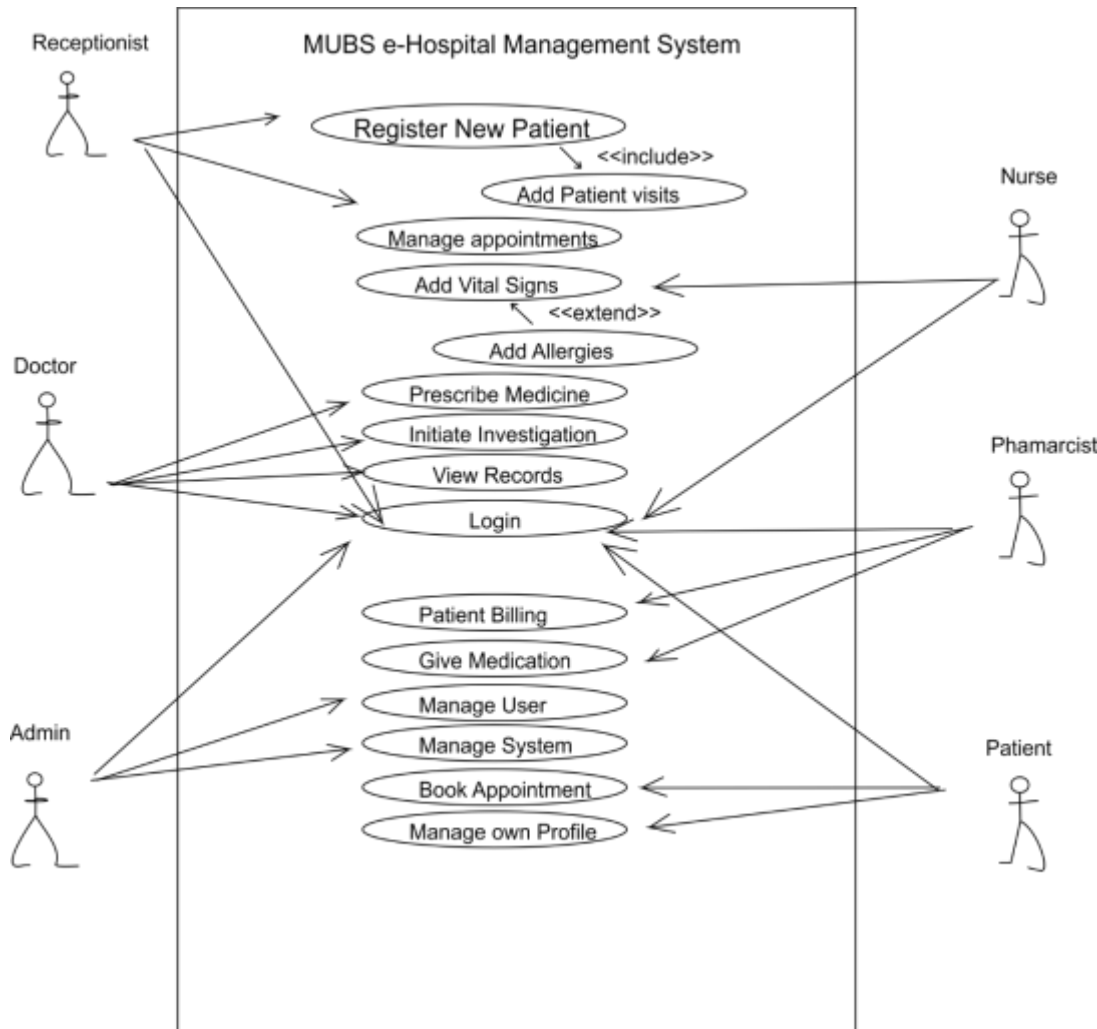 Receptionist
MUBS e-Hospital Management System
Register New Patient
<<include>>
Add Patient visits
Nurse
Manage appointments
Add Vital Signs
<<extend>>
Add Allergies
Doctor
Prescribe Medicine
Initiate Investigation
Phamarcist
View Records
Login
Patient Billing
Give Medication
Manage User
Admin
Manage System
Patient
Book Appointment
Manage own Profile